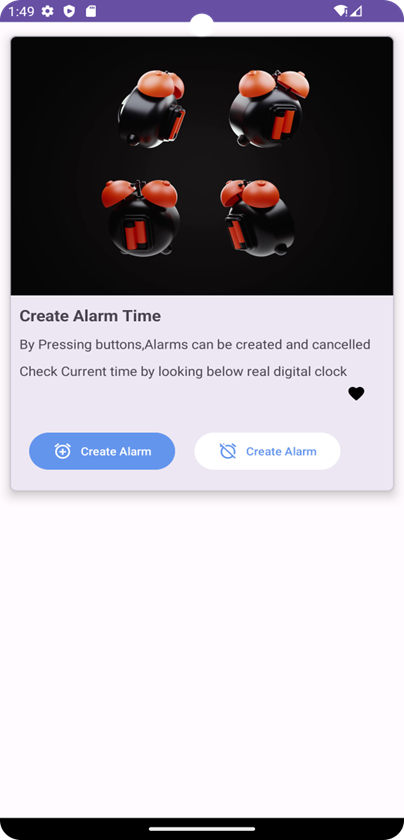 1:49
Create Alarm Time
By Pressing buttons,Alarms can be created and cancelled
Check Current time by looking below real digital clock
Create Alarm
Create Alarm